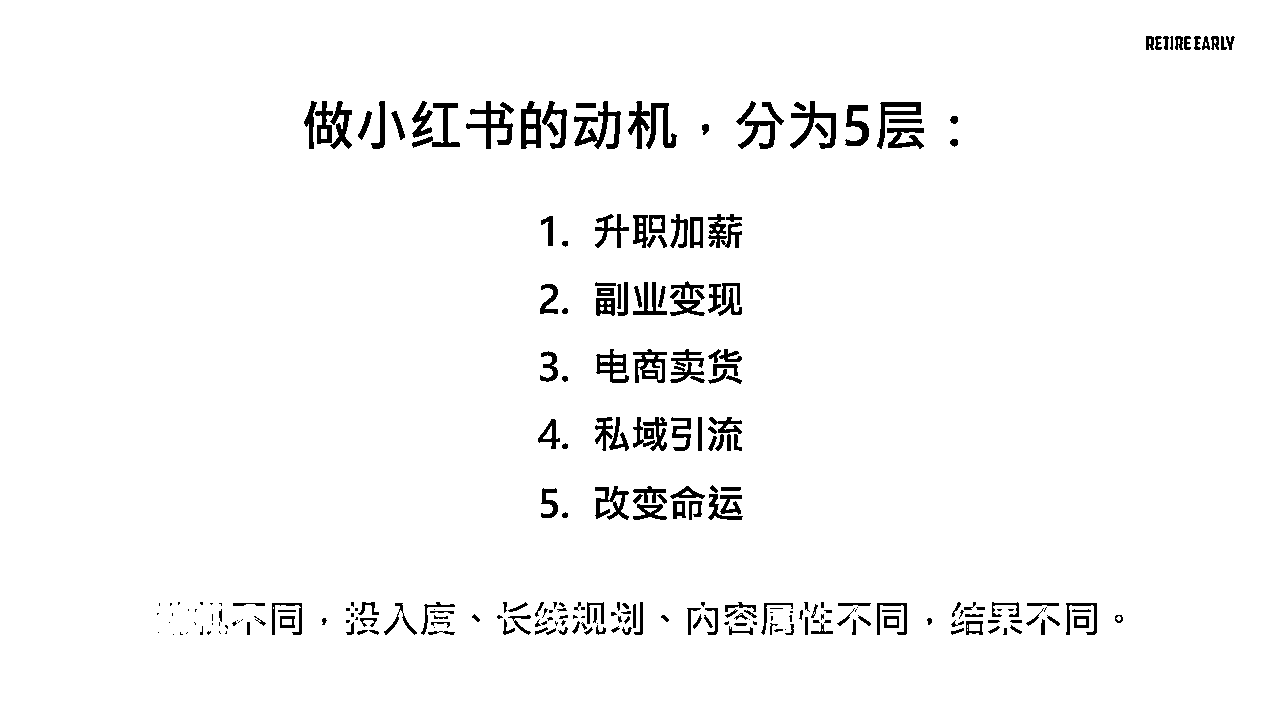 RETIRE EARLY
做小红书的动机，分为5层：
1. 升职加薪
2. 副业变现
3. 电商卖货
4. 私域引流
5. 改变命运
不同，投入度、长线规划、内容属性不同，结果不同。